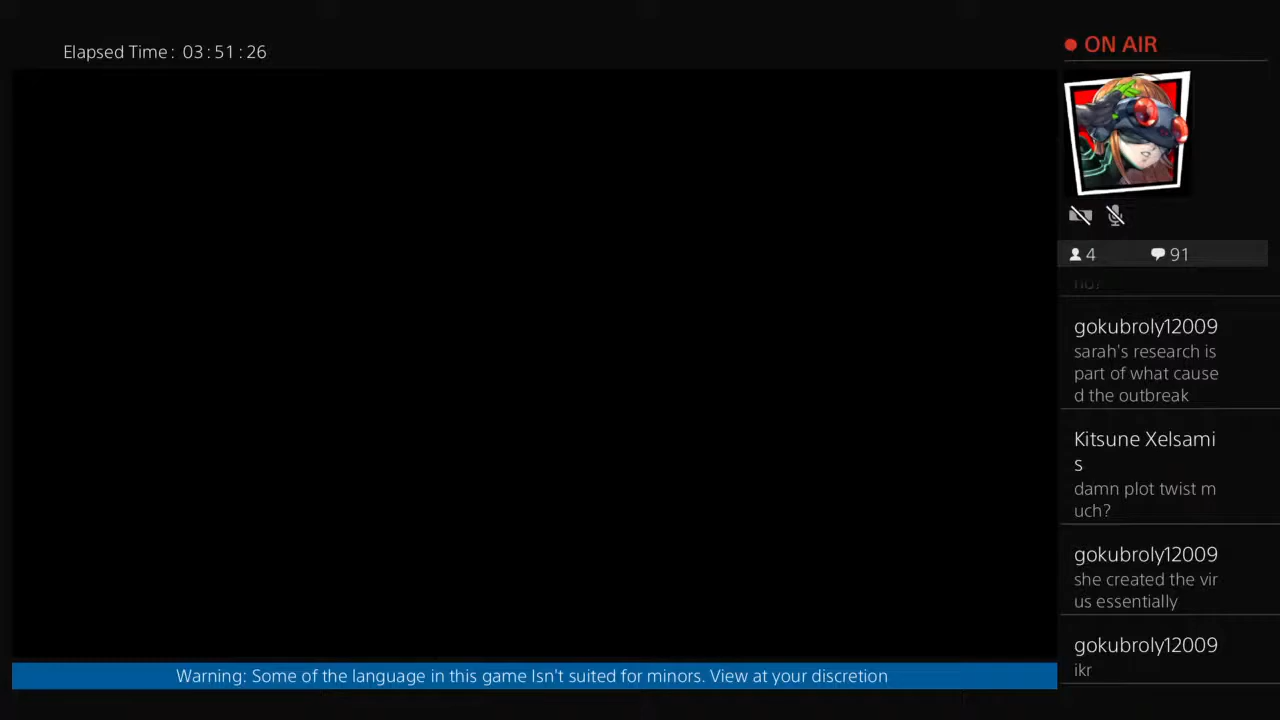 Elapsed Time: 03:51:26
ON AIR
4 91
no?
gokubroly12009
sarah's research is
part of what cause
d the outbreak
Kitsune Xelsami
s
damn plot twist m
uch?
gokubroly12009
she created the vir
us essentially
gokubroly12009
ikr
Warning: Some of the language in this game Isn't suited for minors. View at your discretion